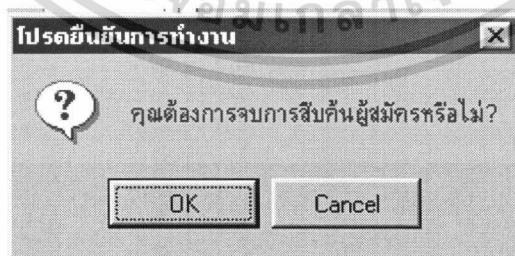 โปรดยืนยันการทำงาน
คุณต้องการจบการสืบค้นผู้สมัครหรือไม่?
OK
Cancel